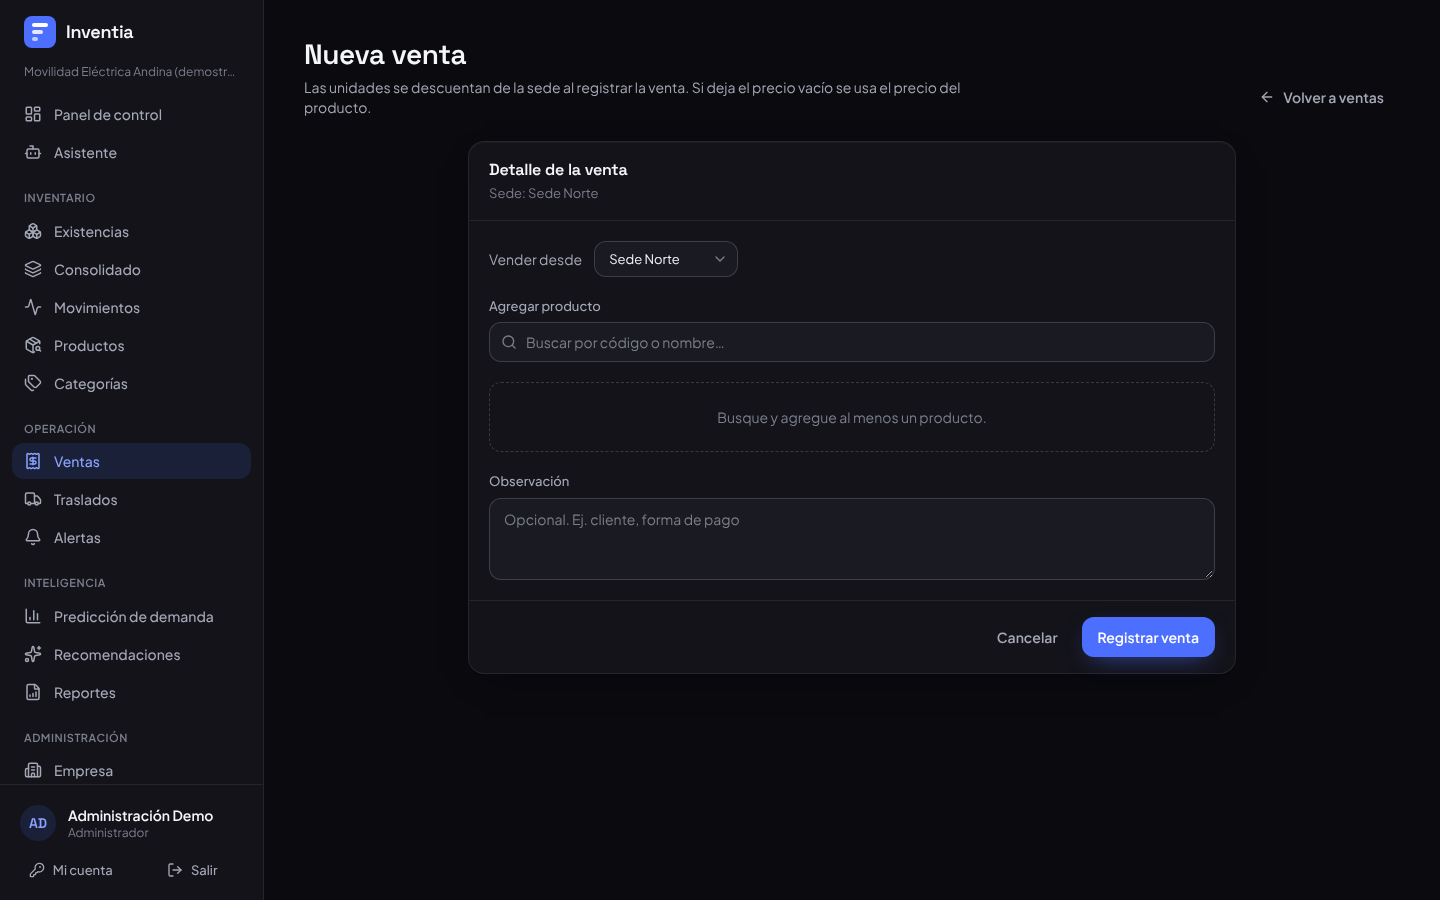 Inventia
Movilidad Eléctrica Andina (demostr...
Panel de control
Asistente
INVENTARIO
Existencias
Consolidado
Movimientos
Productos
Categorías
OPERACIÓN
Ventas
Traslados
Alertas
INTELIGENCIA
Predicción de demanda
Recomendaciones
Reportes
ADMINISTRACIÓN
Empresa
AD
Administración Demo
Administrador
Mi cuenta
Salir
Nueva venta
Las unidades se descuentan de la sede al registrar la venta. Si deja el precio vacío se usa el precio del
producto.
Volver a ventas
Detalle de la venta
Sede: Sede Norte
Vender desde
Sede Norte
Agregar producto
Buscar por código o nombre...
Busque y agregue al menos un producto.
Observación
Opcional. Ej. cliente, forma de pago
Cancelar
Registrar venta